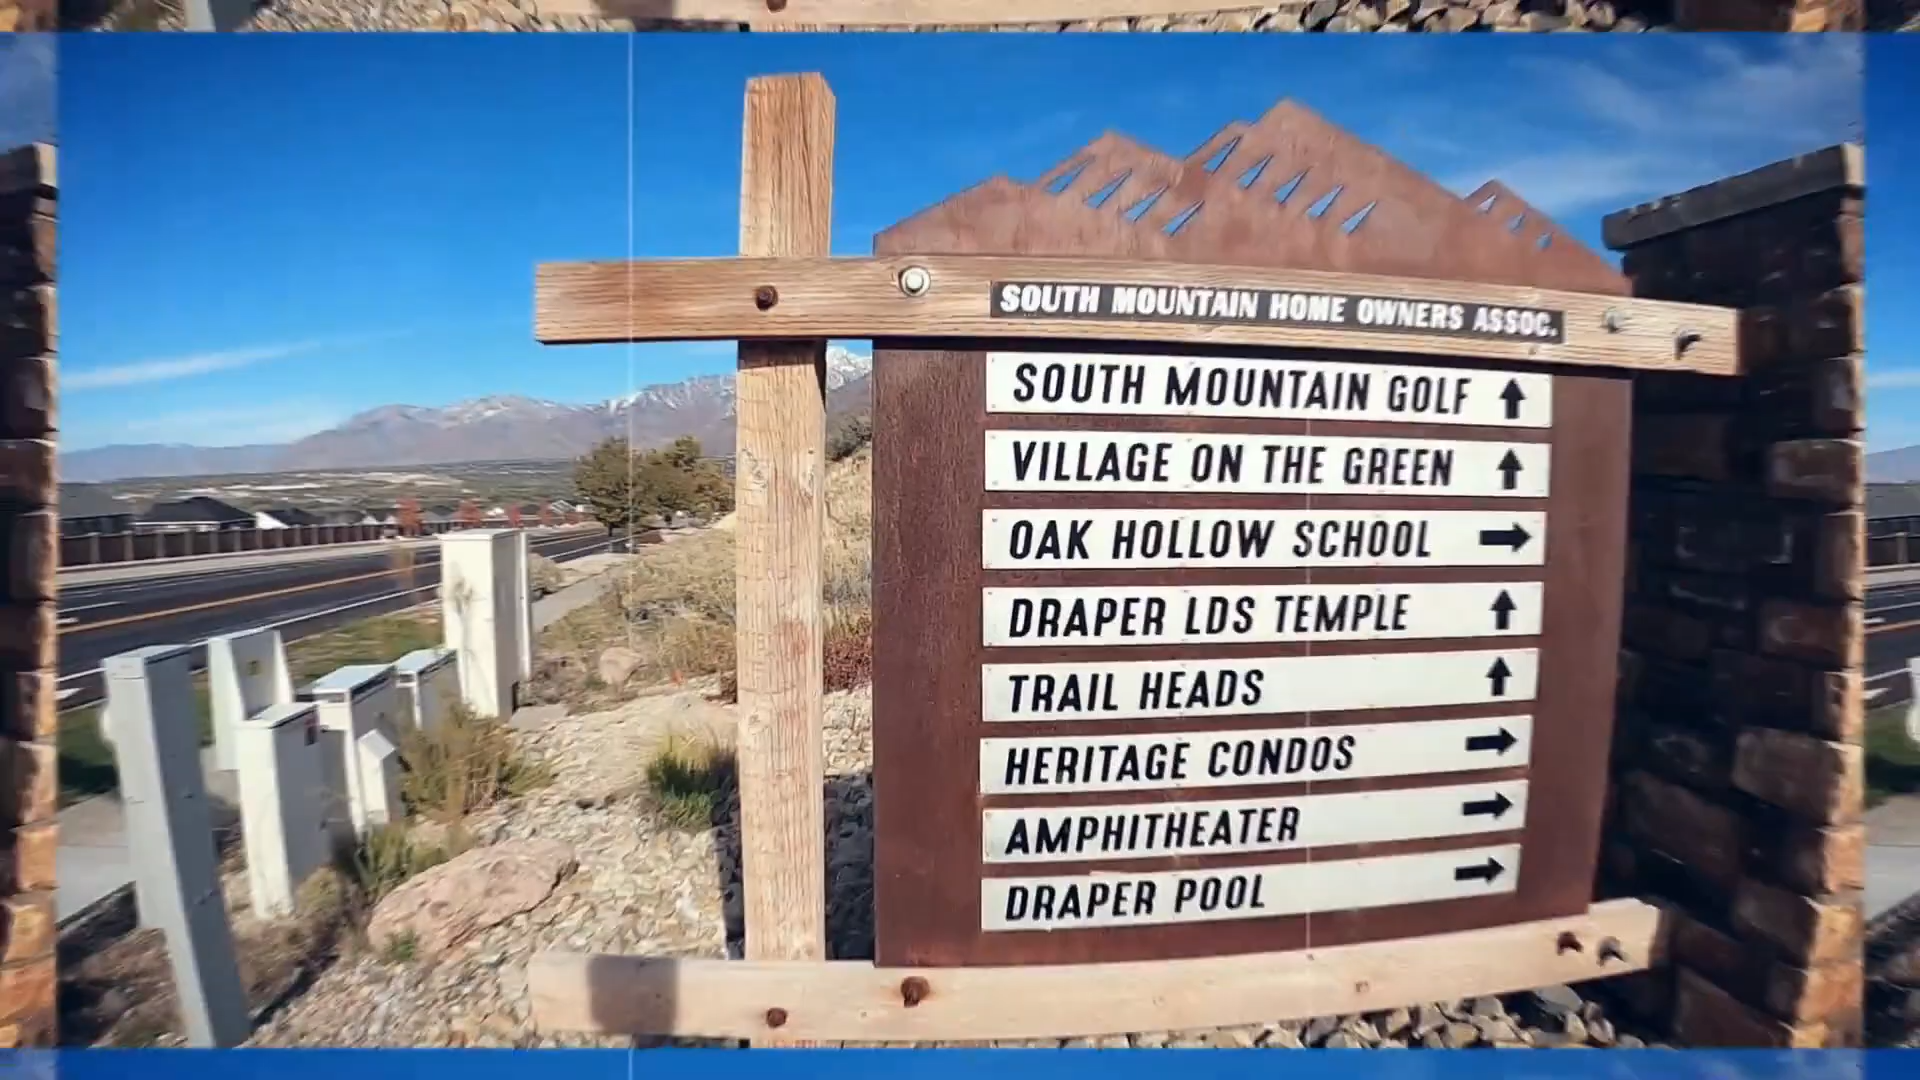 SOUTH MOUNTAIN HOME OWNERS ASSOC.
SOUTH MOUNTAIN GOLF
VILLAGE ON THE GREEN
OAK HOLLOW SCHOOL
DRAPER LDS TEMPLE
TRAIL HEADS
HERITAGE CONDOS
AMPHITHEATER
DRAPER POOL